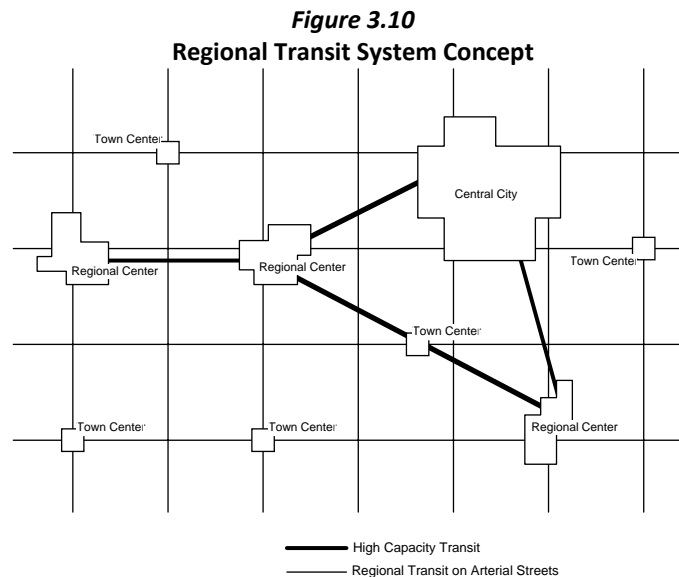 Figure 3.10
Regional Transit System Concept
Town Center
Central City
Regional Center
Regional Center
Town Center
Town Center
Town Center
Town Center
Regional Center
High Capacity Transit
Regional Transit on Arterial Streets